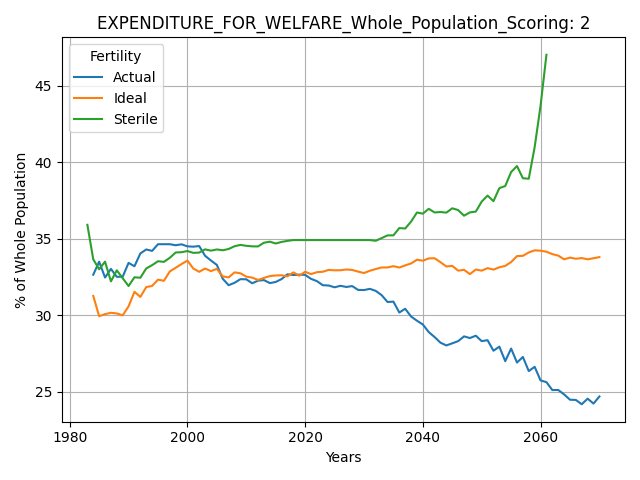 EXPENDITURE_FOR_WELFARE_Whole_Population_Scoring: 2
Fertility
Actual
Ideal
Sterile
% of Whole Population
45
40
35
30
25
1980
2000
2020
2040
2060
Years